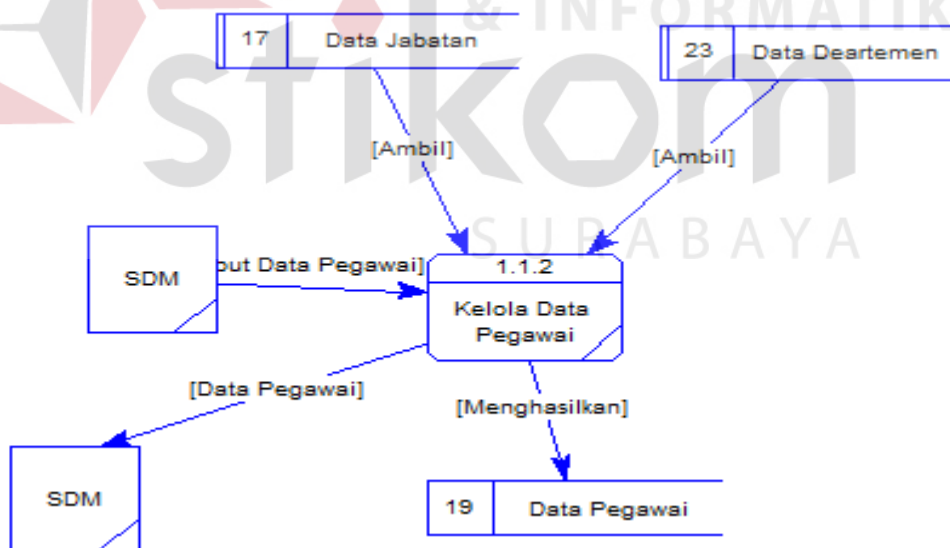 & INFORMATIKA
stikom
SURABAYA
17 Data Jabatan
23 Data Deartemen
[Ambil]
[Ambil]
SDM
put Data Pegawai]
1.1.2
Kelola Data
Pegawai
[Data Pegawai]
[Menghasilkan]
SDM
19 Data Pegawai